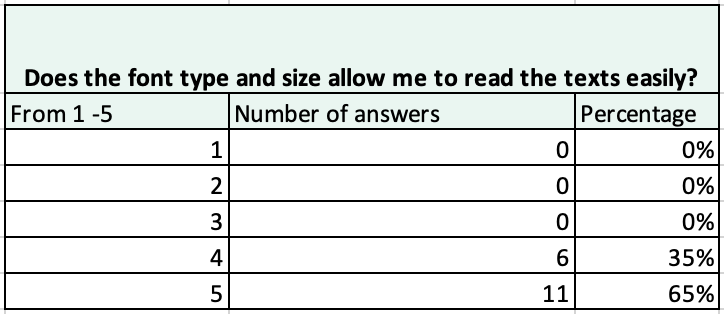 Does the font type and size allow me to read the texts easily?
From 1 -5 Number of answers Percentage
1 0 0%
2 0 0%
3 0 0%
4 6 35%
5 11 65%